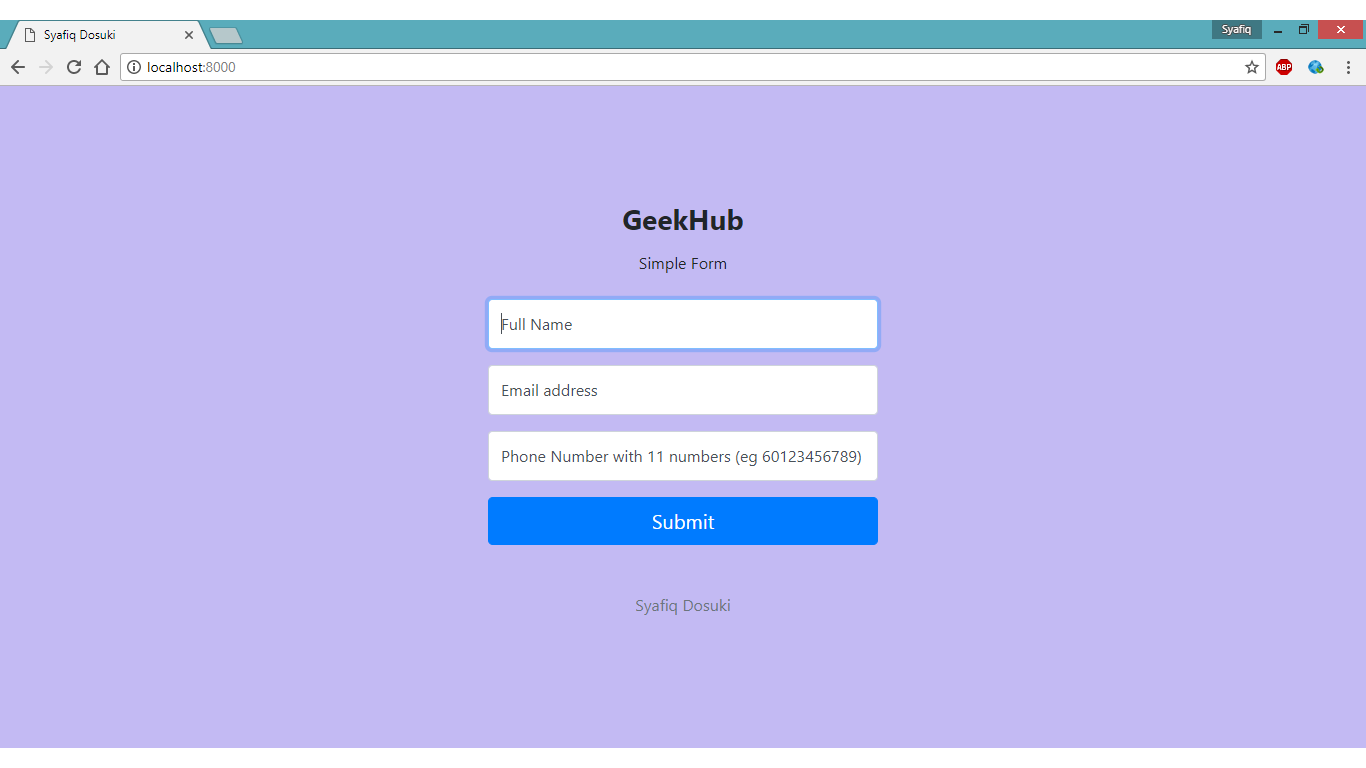 Syafiq Dosuki
Syafiq
localhost:8000
ABP
GeekHub
Simple Form
Full Name
Email address
Phone Number with 11 numbers (eg 60123456789)
Submit
Syafiq Dosuki